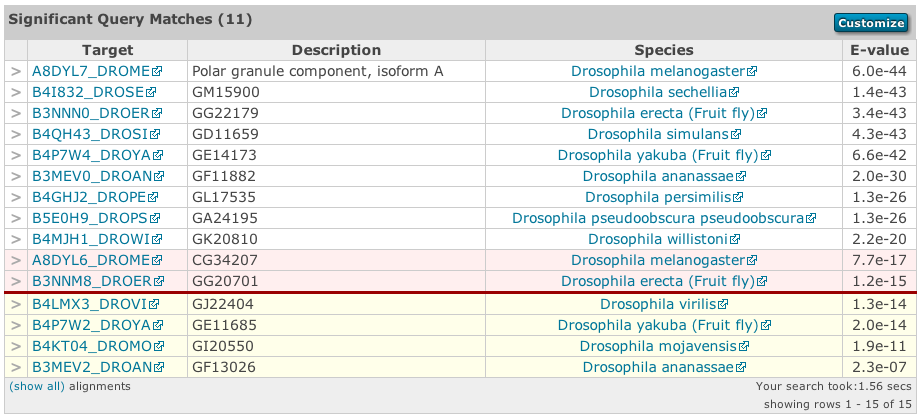 Significant Query Matches (11)
Customize
Target Description Species E-value
> A8DYL7_DROME Polar granule component, isoform A Drosophila melanogaster 6.0e-44
> B4I832_DROSE GM15900 Drosophila sechellia 1.4e-43
> B3NNN0_DROER GG22179 Drosophila erecta (Fruit fly) 3.4e-43
> B4QH43_DROSI GD11659 Drosophila simulans 4.3e-43
> B4P7W4_DROYA GE14173 Drosophila yakuba (Fruit fly) 6.6e-42
> B3MEV0_DROAN GF11882 Drosophila ananassae 2.0e-30
> B4GHJ2_DROPE GL17535 Drosophila persimilis 1.3e-26
> B5E0H9_DROPS GA24195 Drosophila pseudoobscura pseudoobscura 1.3e-26
> B4MJH1_DROWI GK20810 Drosophila willistoni 2.2e-20
> A8DYL6_DROME CG34207 Drosophila melanogaster 7.7e-17
> B3NNM8_DROER GG20701 Drosophila erecta (Fruit fly) 1.2e-15
> B4LMX3_DROVI GJ22404 Drosophila virilis 1.3e-14
> B4P7W2_DROYA GE11685 Drosophila yakuba (Fruit fly) 2.0e-14
> B4KT04_DROMO GI20550 Drosophila mojavensis 1.9e-11
> B3MEV2_DROAN GF13026 Drosophila ananassae 2.3e-07
(show all) alignments Your search took:1.56 secs
showing rows 1 - 15 of 15